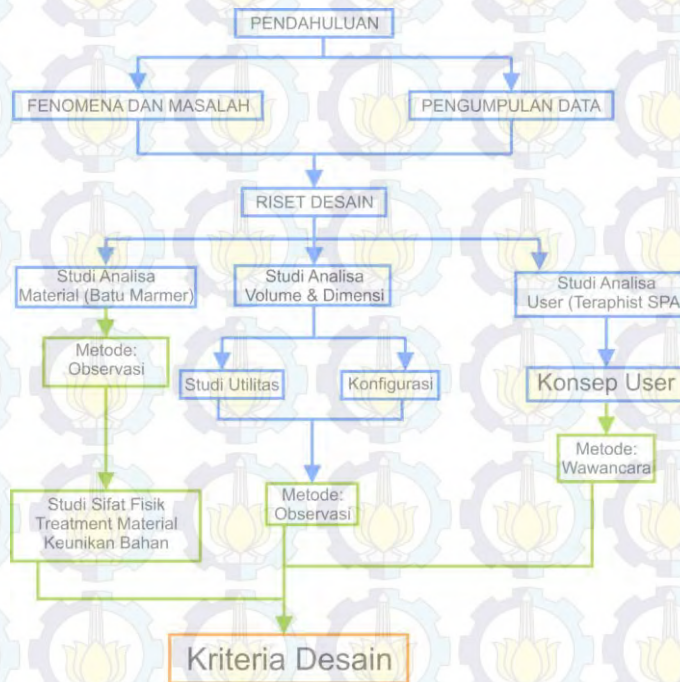 PENDAHULUAN
FENOMENA DAN MASALAH
PENGUMPULAN DATA
RISET DESAIN
Studi Analisa
Material (Batu Marmer)
Studi Analisa
Volume & Dimensi
Studi Analisa
User (Teraphist SPA
Metode:
Observasi
Studi Utilitas
Konfigurasi
Konsep User
Metode:
Wawancara
Studi Sifat Fisik
Treatment Material
Keunikan Bahan
Metode:
Observasi
Kriteria Desain